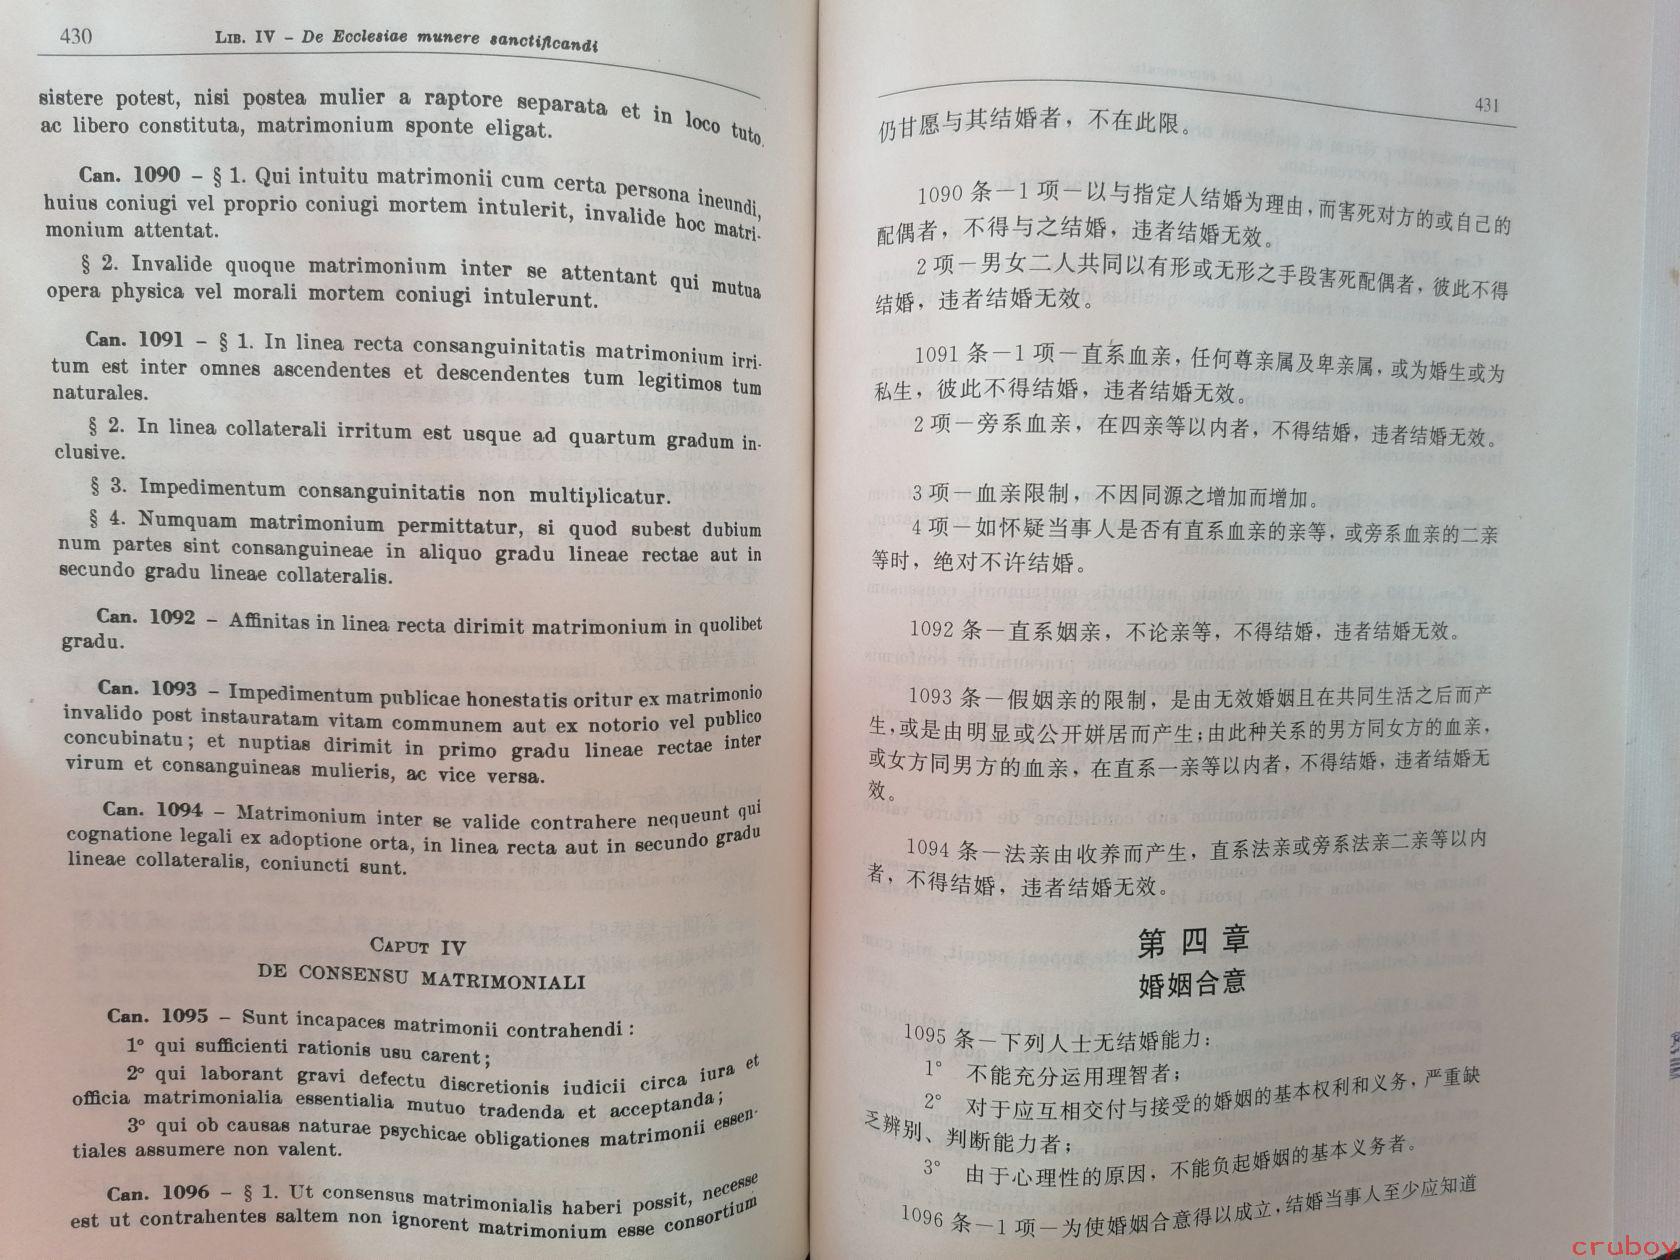 430
LIB. IV – De Ecclesiae munere sanctificandi
sistere potest, nisi postea mulier a raptore separata et in loco tuto
ac libero constituta, matrimonium sponte eligat.
Can. 1090 – § 1. Qui intuitu matrimonii cum certa persona ineundi,
huius coniugi vel proprio coniugi mortem intulerit, invalide hoc matri-
monium attentat.
§ 2. Invalide quoque matrimonium inter se attentant qui mutua
opera physica vel morali mortem coniugi intulerunt.
Can. 1091 – § 1. In linea recta consanguinitatis matrimonium irri-
tum est inter omnes ascendentes et descendentes tum legitimos tum
naturales.
§ 2. In linea collaterali irritum est usque ad quartum gradum in-
clusive.
§ 3. Impedimentum consanguinitatis non multiplicatur.
§ 4. Numquam matrimonium permittatur, si quod subest dubium
num partes sint consanguineae in aliquo gradu lineae rectae aut in
secundo gradu lineae collateralis.
Can. 1092 – Affinitas in linea recta dirimit matrimonium in quolibet
gradu.
Can. 1093 – Impedimentum publicae honestatis oritur ex matrimonio
invalido post instauratam vitam communem aut ex notorio vel publico
concubinatu; et nuptias dirimit in primo gradu lineae rectae inter
virum et consanguineas mulieris, ac vice versa.
Can. 1094 – Matrimonium inter se valide contrahere nequeunt qui
cognatione legali ex adoptione orta, in linea recta aut in secundo gradu
lineae collateralis, coniuncti sunt.
CAPUT IV
DE CONSENSU MATRIMONIALI
Can. 1095 – Sunt incapaces matrimonii contrahendi:
1° qui sufficienti rationis usu carent;
2° qui laborant gravi defectu discretionis iudicii circa iura et
officia matrimonialia essentialia mutuo tradenda et acceptanda;
3° qui ob causas naturae psychicae obligationes matrimonii essen-
tiales assumere non valent.
Can. 1096 – § 1. Ut consensus matrimonialis haberi possit, necesse
est ut contrahentes saltem non ignorent matrimonium esse consortium
431
仍甘愿与其结婚者，不在此限。
1090 条－1 项－以与指定人结婚为理由,而害死对方的或自己的
配偶者，不得与之结婚，违者结婚无效。
2 项－男女二人共同以有形或无形之手段害死配偶者，彼此不得
结婚，违者结婚无效。
1091 条－1 项－直系血亲，任何尊亲属及卑亲属，或为婚生或为
私生，彼此不得结婚，违者结婚无效。
2 项－旁系血亲，在四亲等以内者，不得结婚，违者结婚无效。
3 项－血亲限制，不因同源之增加而增加。
4 项－如怀疑当事人是否有直系血亲的亲等，或旁系血亲的二亲
等时，绝对不许结婚。
1092 条－直系姻亲，不论亲等，不得结婚，违者结婚无效。
1093 条－假姻亲的限制，是由无效婚姻且在共同生活之后而产
生,或是由明显或公开姘居而产生;由此种关系的男方同女方的血亲，
或女方同男方的血亲，在直系一亲等以内者，不得结婚，违者结婚无
效。
1094 条－法亲由收养而产生，直系法亲或旁系法亲二亲等以内
者，不得结婚，违者结婚无效。
第 四 章
婚姻合意
1095 条－下列人士无结婚能力：
1° 不能充分运用理智者；
2° 对于应互相交付与接受的婚姻的基本权利和义务，严重缺
乏辨别、判断能力者；
3° 由于心理性的原因，不能负起婚姻的基本义务者。
1096 条－1 项－为使婚姻合意得以成立,结婚当事人至少应知道
cruboy